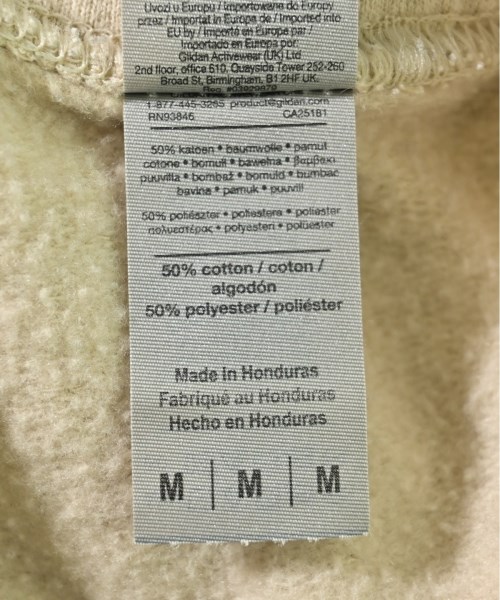 Uvozi u Europu / Importowane do Europy
przez / Importat în Europa de / Imported into
EU by / Importé en Europe par /
Importado en Europa por:
Gildan Activewear (UK) Ltd
2nd floor, office 510, Quayside Tower 252-260
Broad St, Birmingham, B1 2HF UK.
1-877-445-3265 product@gildan.com
RN93846 CA25181
50% katoen • baumwolle • pamut
cotone • bomull • bawełna • βαμβάκι
puuvilla • bombaž • bomuld • bumbac
bavlna • pamuk • puuvill
50% poliészter • poliestere • poliester
πολυεστέρας • polyesteri • poluester
50% cotton / coton /
algodón
50% polyester / poliéster
Made in Honduras
Fabriqué au Honduras
Hecho en Honduras
M | M | M